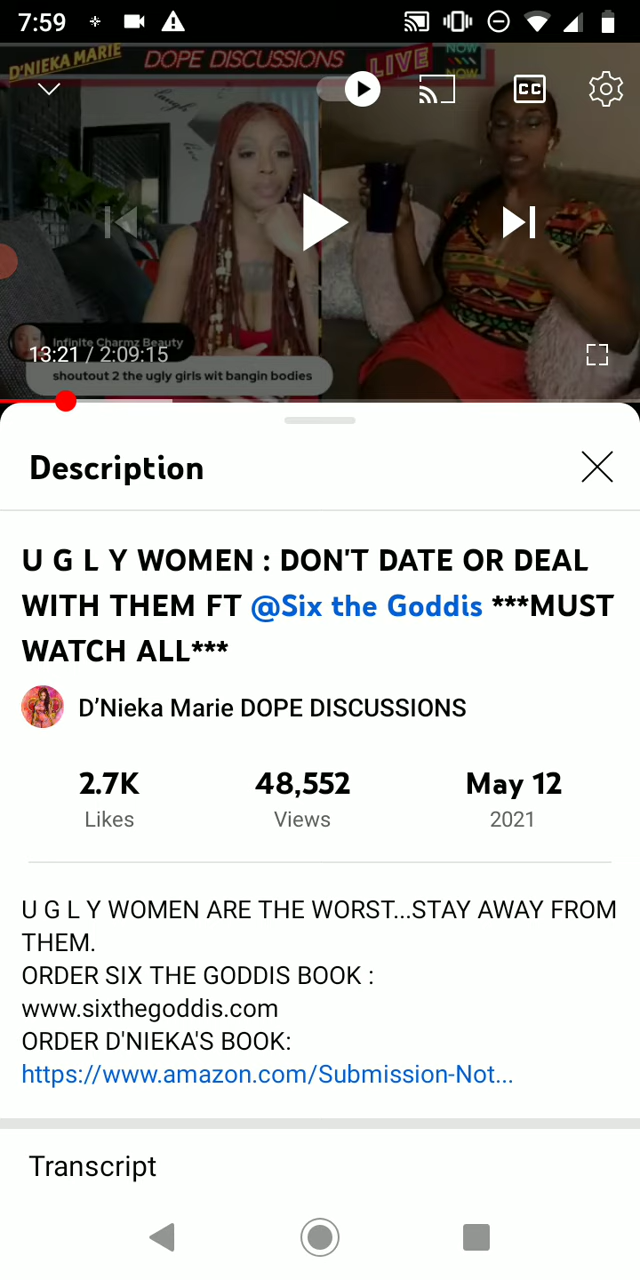 7:59
D'NIEKA MARIE DOPE DISCUSSIONS LIVE NOW NOW
CC
laugh
Infinite Charmz Beauty
13:21 / 2:09:15
shoutout 2 the ugly girls wit bangin bodies
Description
U G L Y WOMEN : DON'T DATE OR DEAL
WITH THEM FT @Six the Goddis ***MUST
WATCH ALL***
D'Nieka Marie DOPE DISCUSSIONS
2.7K 48,552 May 12
Likes Views 2021
U G L Y WOMEN ARE THE WORST...STAY AWAY FROM
THEM.
ORDER SIX THE GODDIS BOOK :
www.sixthegoddis.com
ORDER D'NIEKA'S BOOK:
https://www.amazon.com/Submission-Not...
Transcript